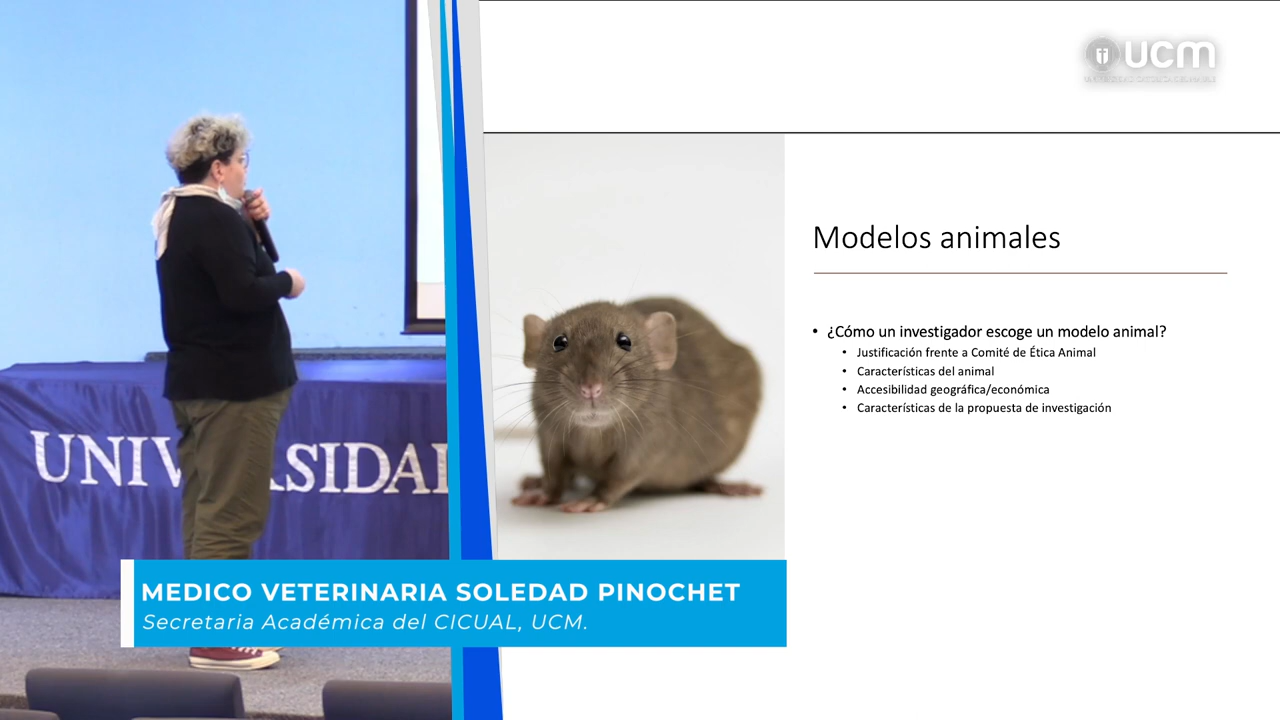 ucm
Modelos animales
• ¿Cómo un investigador escoge un modelo animal?
• Justificación frente a Comité de Ética Animal
• Características del animal
• Accesibilidad geográfica/económica
• Características de la propuesta de investigación
UNIV RSIDAD
MEDICO VETERINARIA SOLEDAD PINOCHET
Secretaria Académica del CICUAL, UCM.